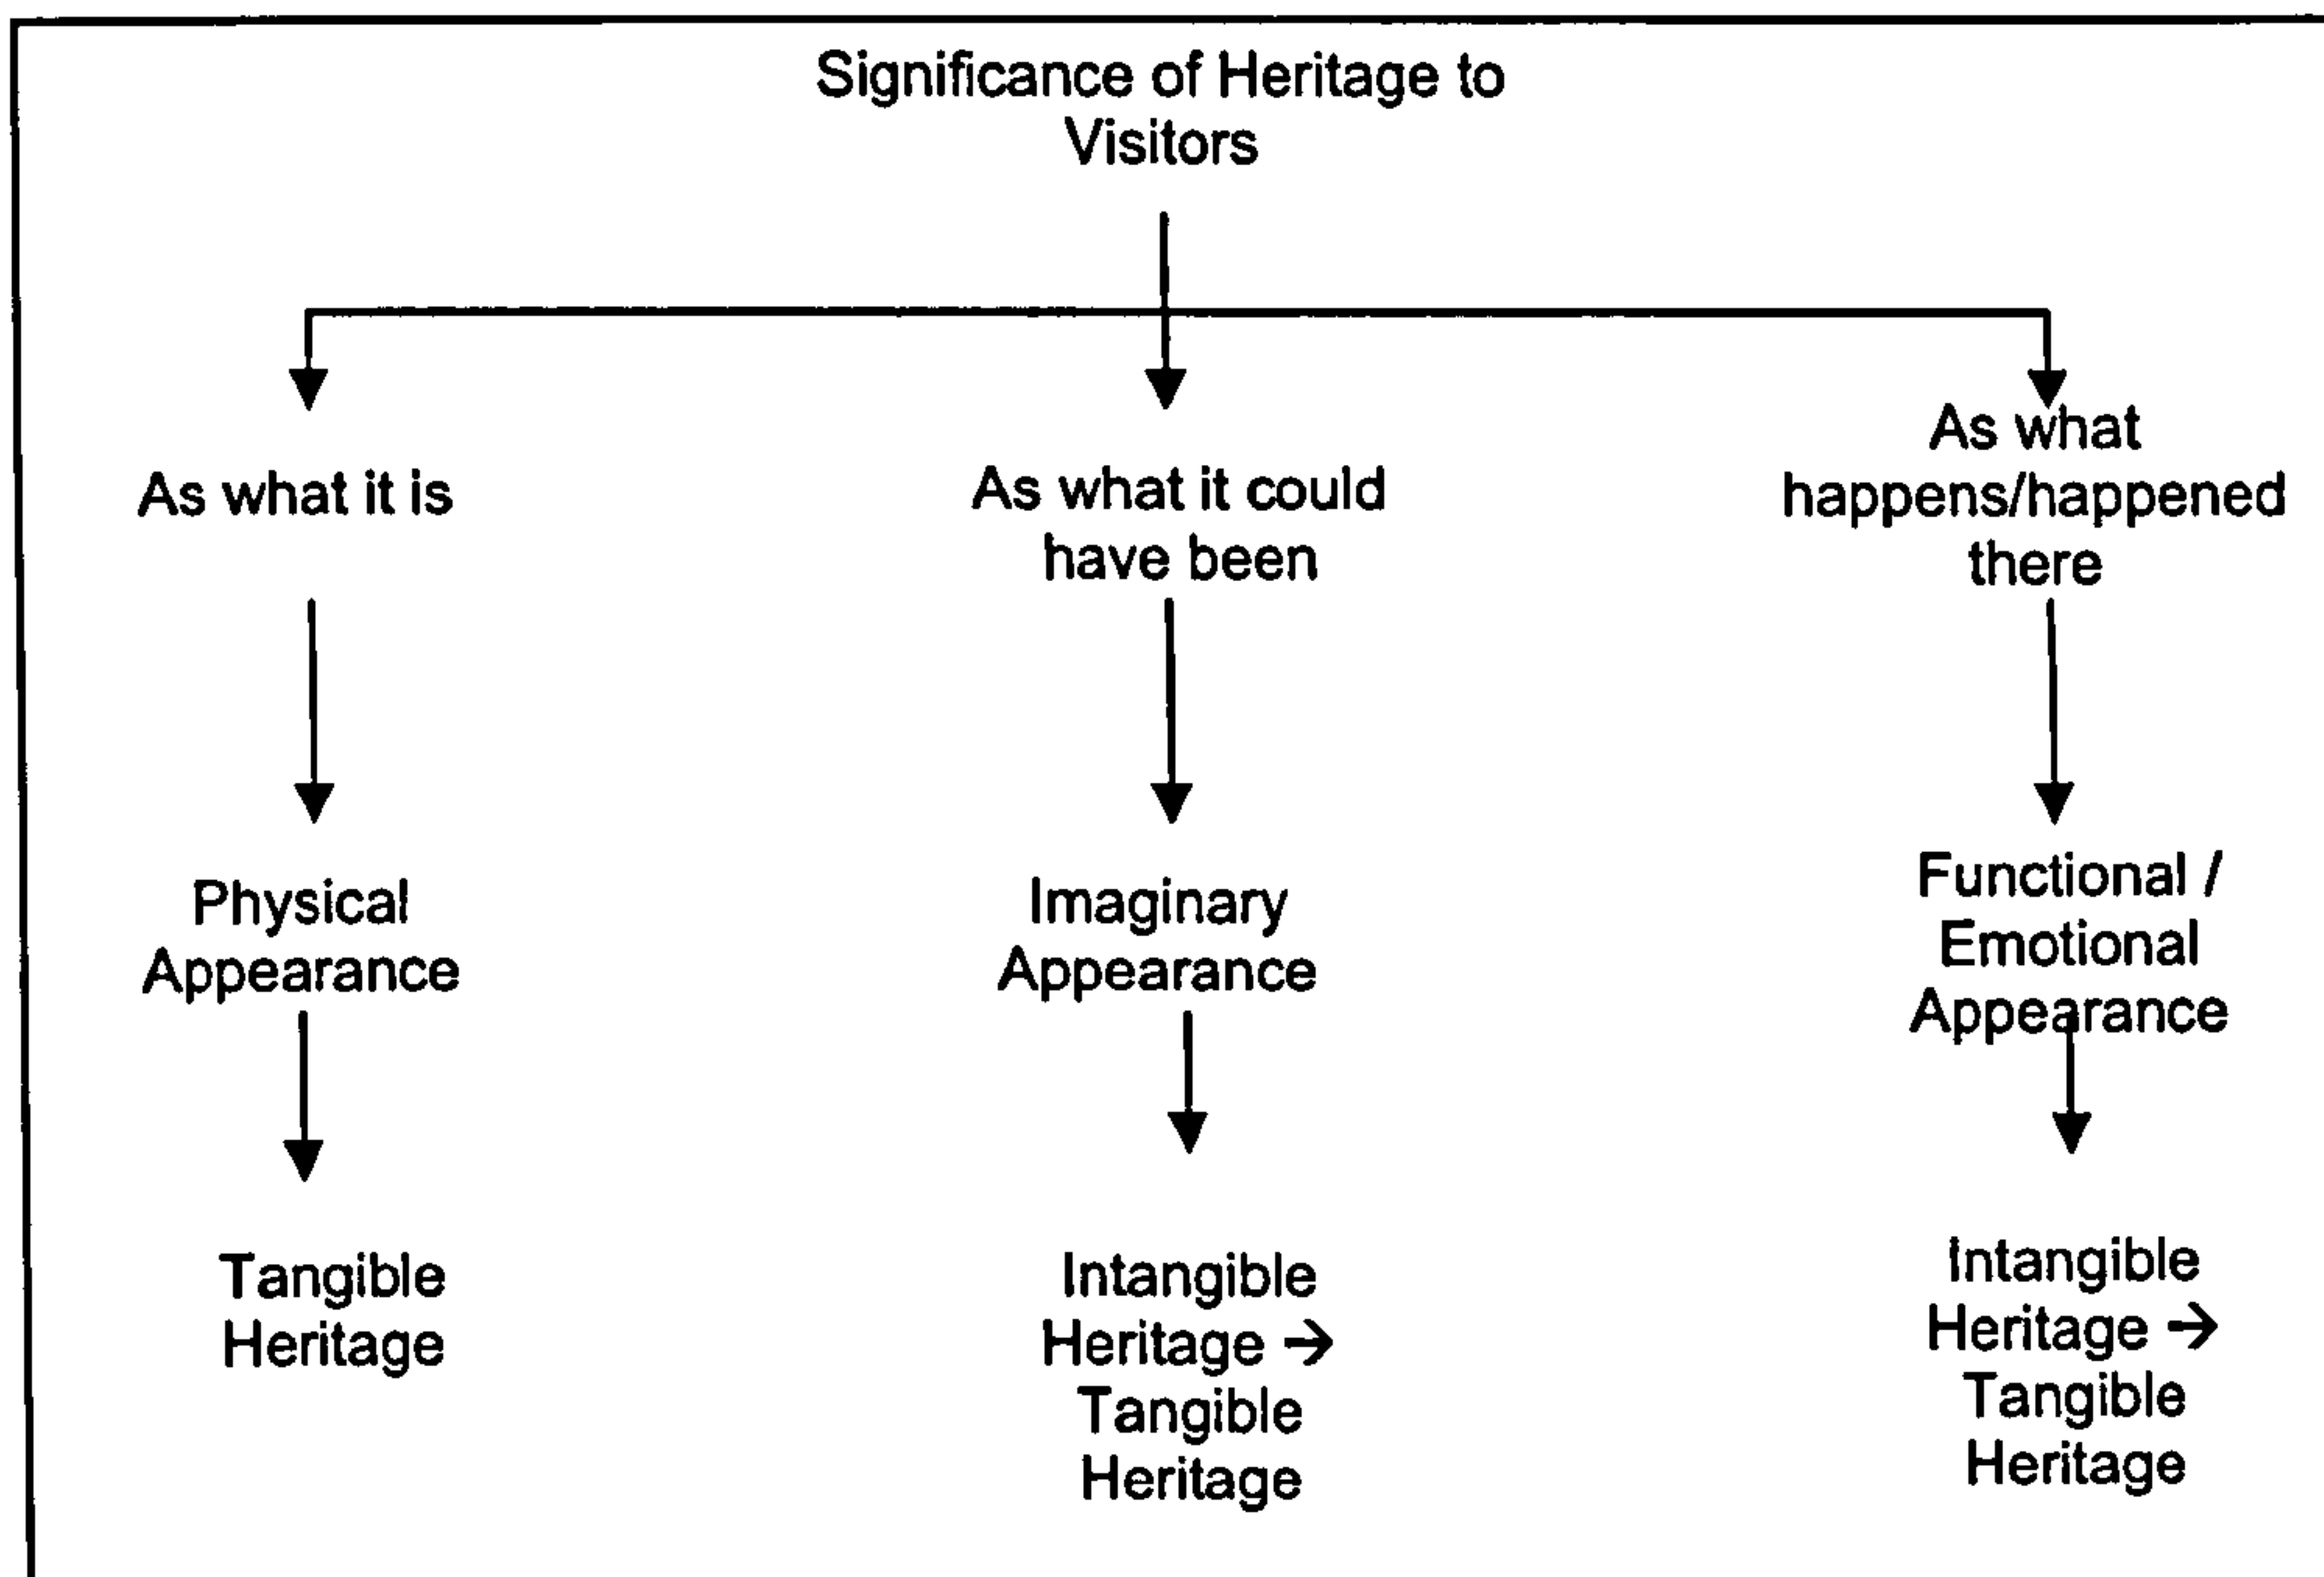 Significance of Heritage to
Visitors
As what it is
As what it could
have been
As what
happens/happened
there
Physical
Appearance
Imaginary
Appearance
Functional /
Emotional
Appearance
Tangible
Heritage
Intangible
Heritage →
Tangible
Heritage
Intangible
Heritage →
Tangible
Heritage